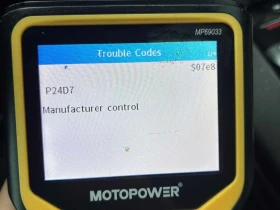 MP69033
Trouble Codes
$07e8
P24D7
Manufacturer control
MOTOPOWER®